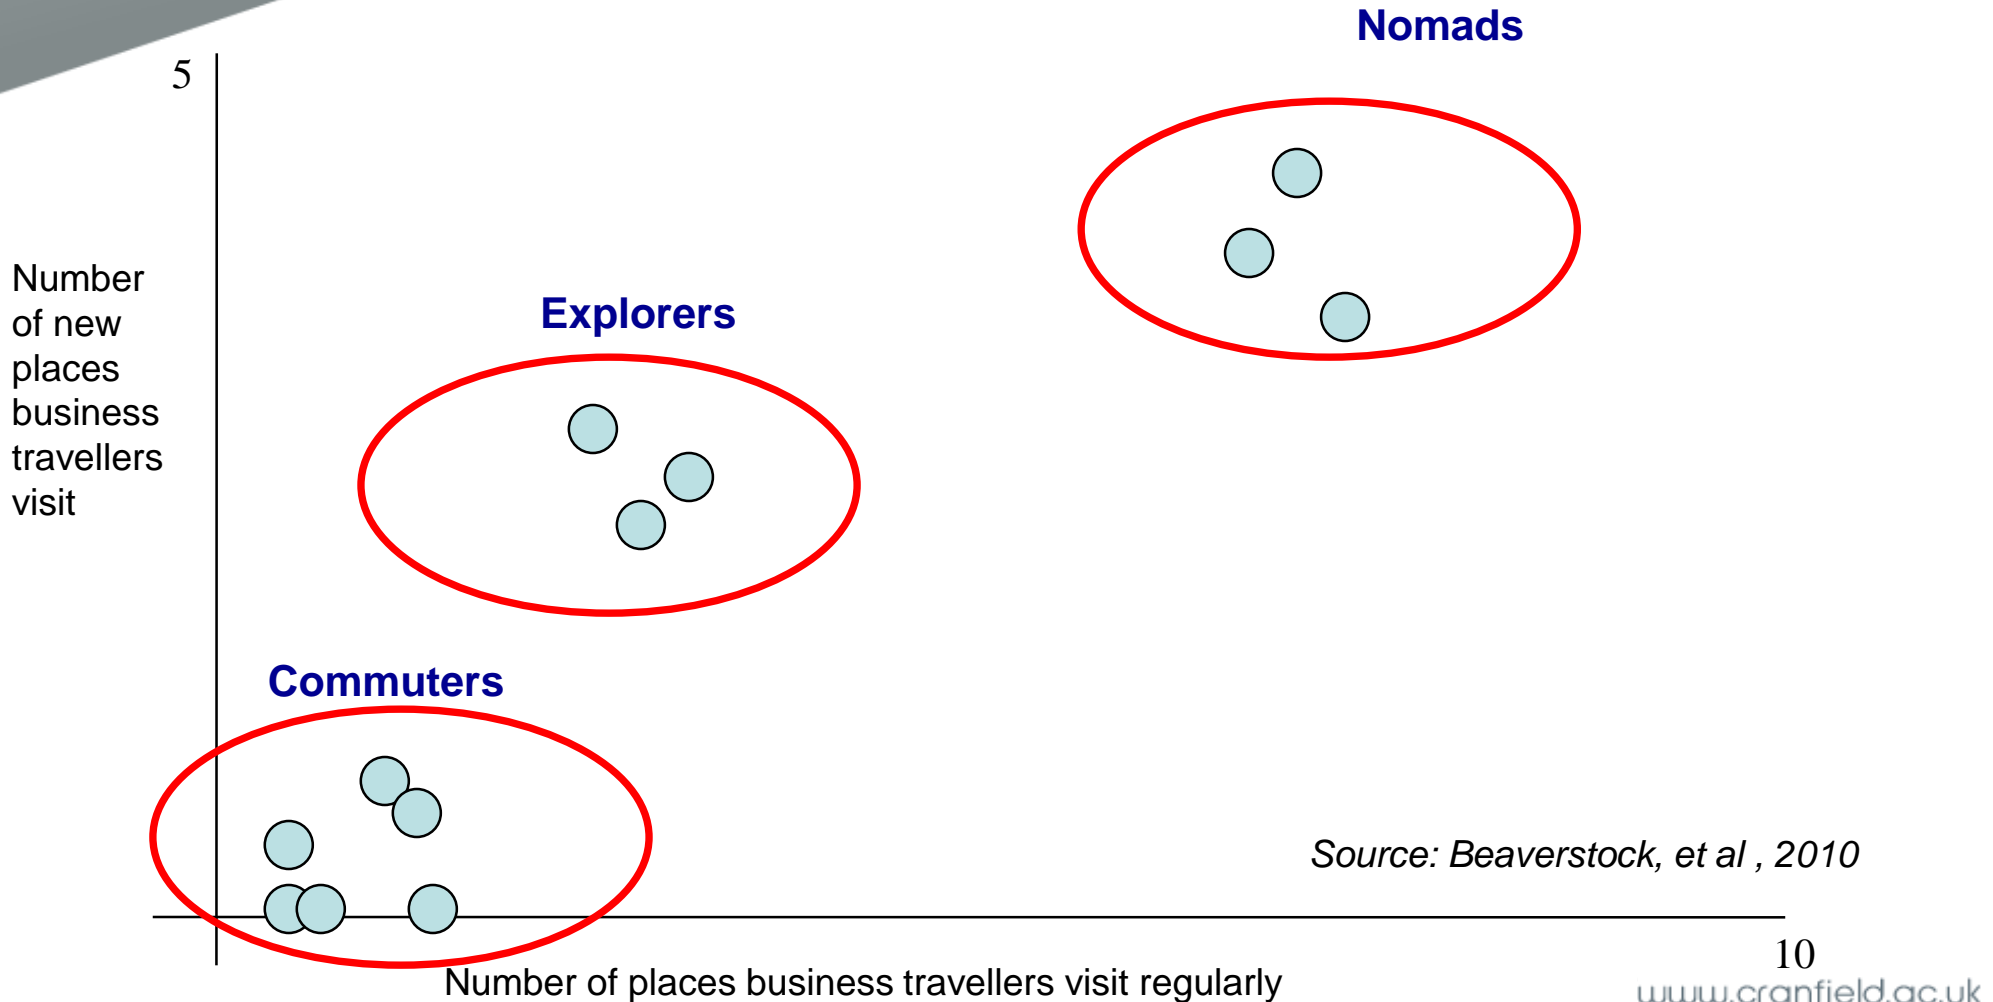 Nomads
5
Number
of new
places
business
travellers
visit
Explorers
Commuters
Source: Beaverstock, et al , 2010
10
Number of places business travellers visit regularly
www.cranfield.ac.uk